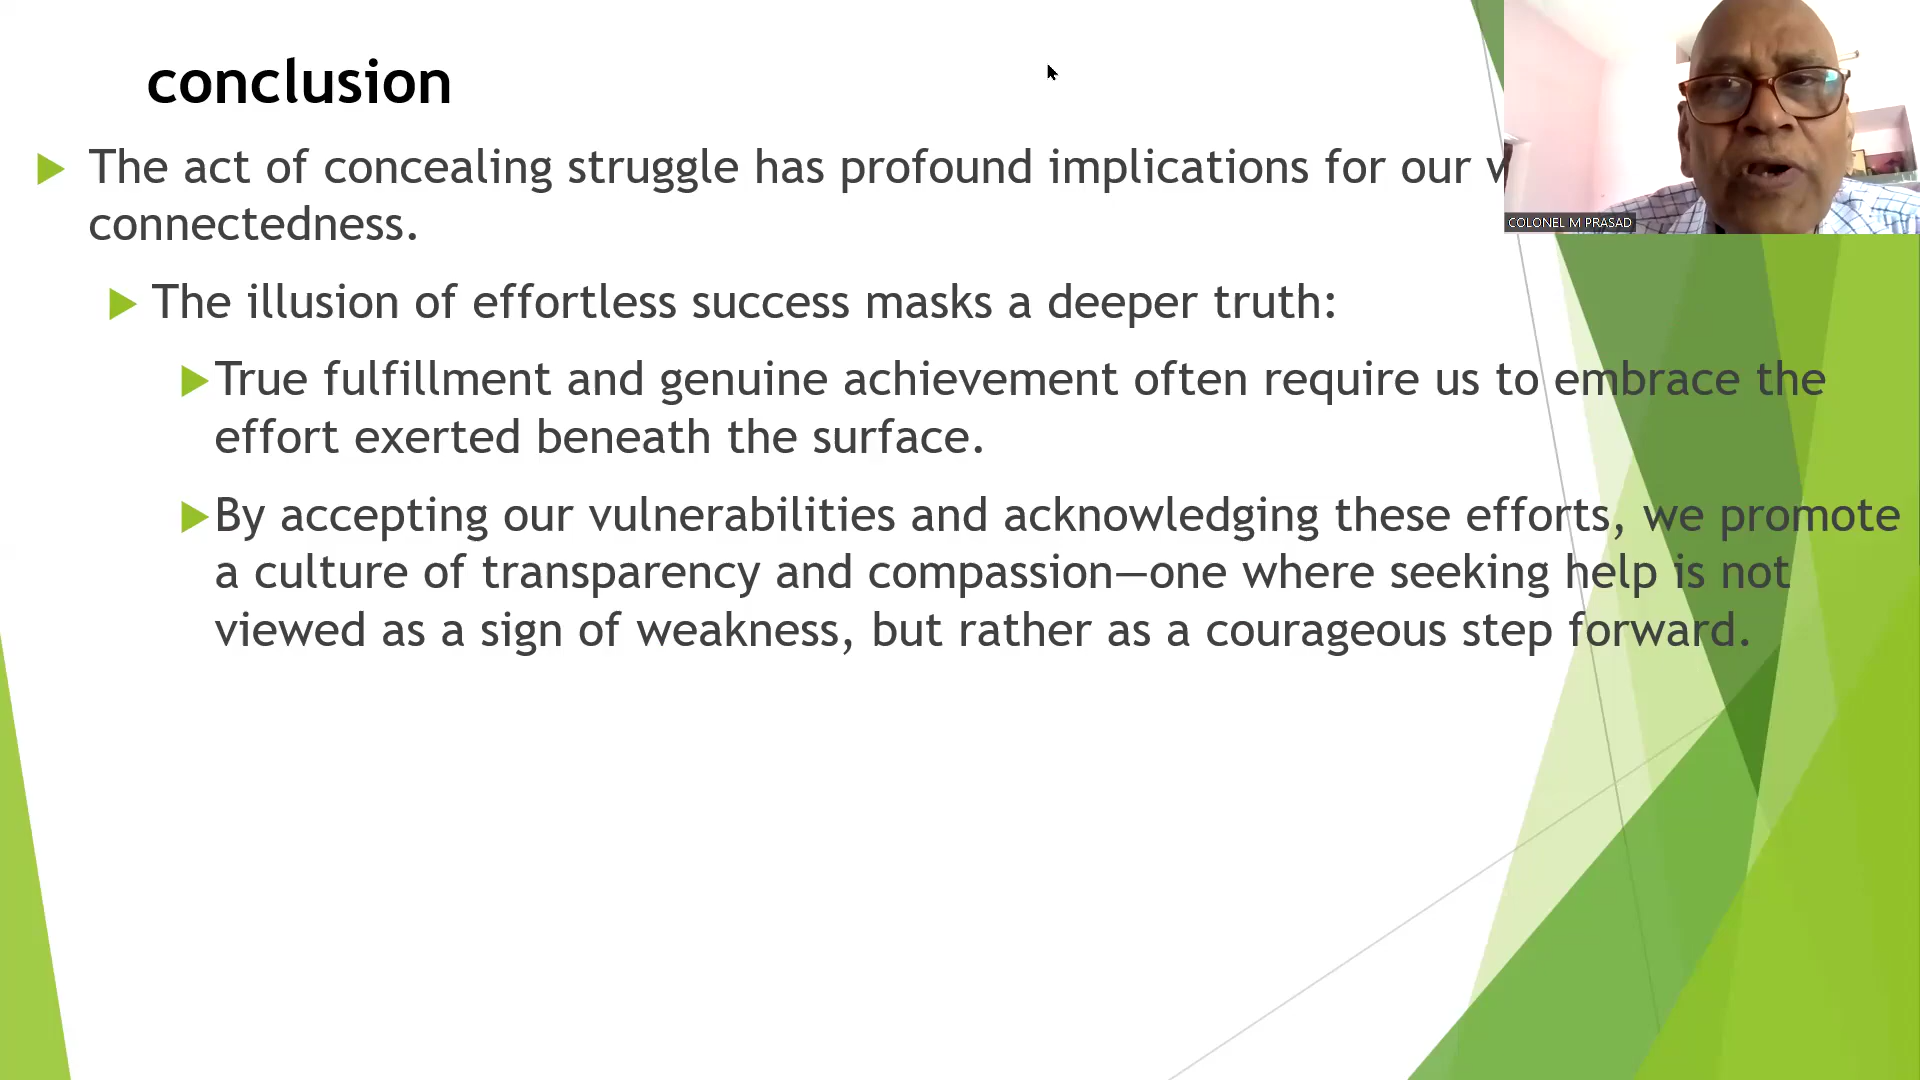 conclusion
The act of concealing struggle has profound implications for our
connectedness.
The illusion of effortless success masks a deeper truth:
True fulfillment and genuine achievement often require us to embrace the
effort exerted beneath the surface.
By accepting our vulnerabilities and acknowledging these efforts, we promote
a culture of transparency and compassion—one where seeking help is not
viewed as a sign of weakness, but rather as a courageous step forward.
COLONEL M PRASAD